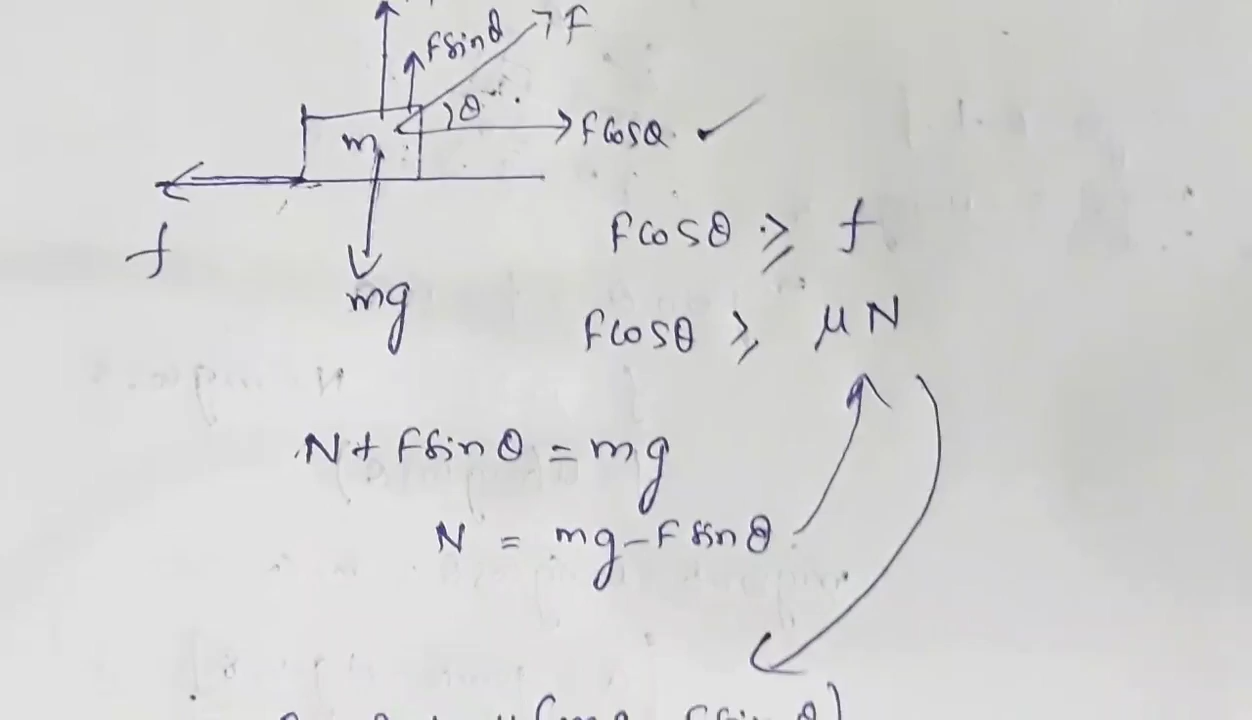 F sinθ
F
θ
m
F cosθ ✓
f
mg
F cosθ ≥ f
F cosθ ≥ μN
N + F sinθ = mg
N = mg - F sinθ